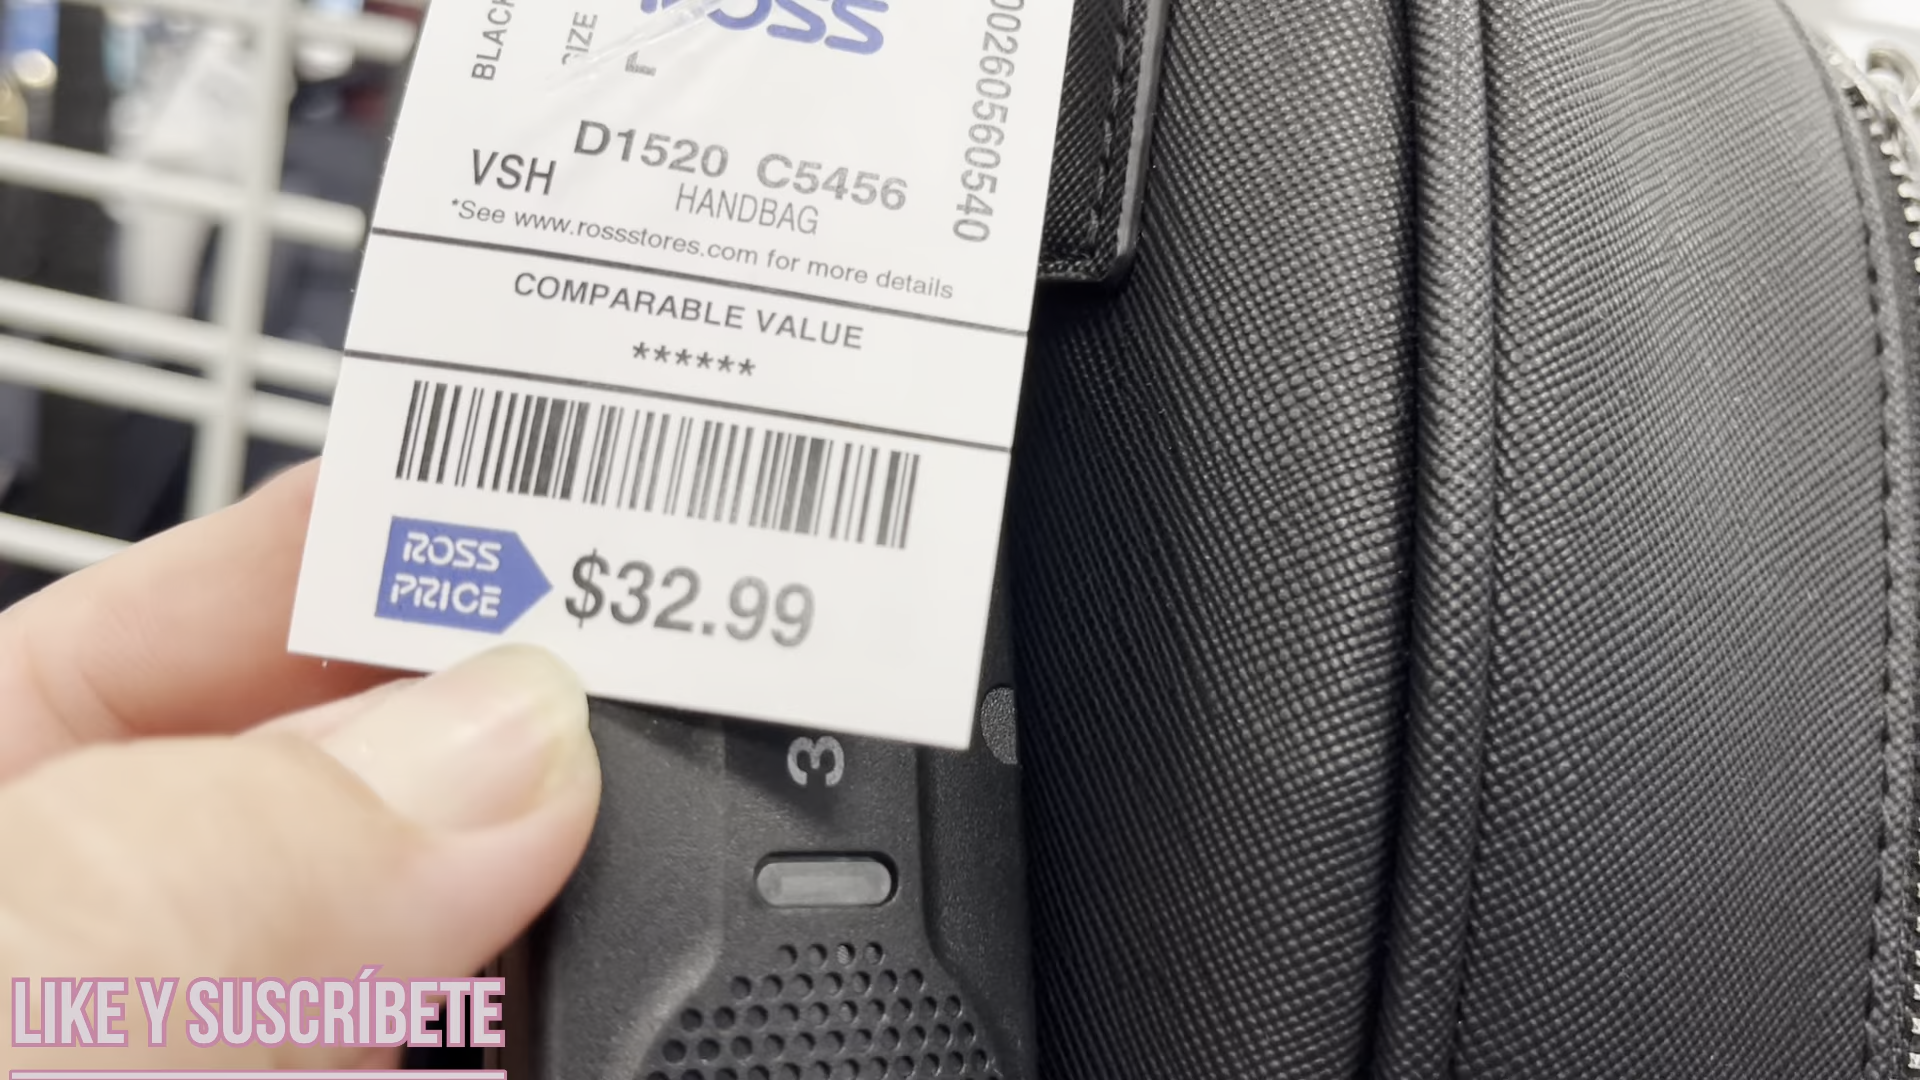 ROSS
BLACK
SIZE
D1520 C5456
VSH
HANDBAG
*See www.rossstores.com for more details
COMPARABLE VALUE
******
ROSS
PRICE
$32.99
3
LIKE Y SUSCRÍBETE